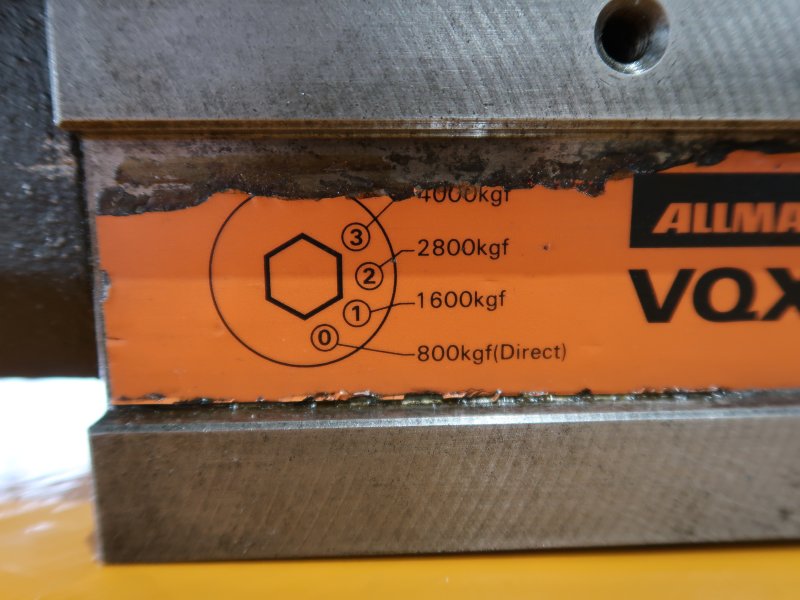 4000kgf
③
2800kgf
②
1600kgf
①
800kgf(Direct)
⓪
ALLMA
VQX